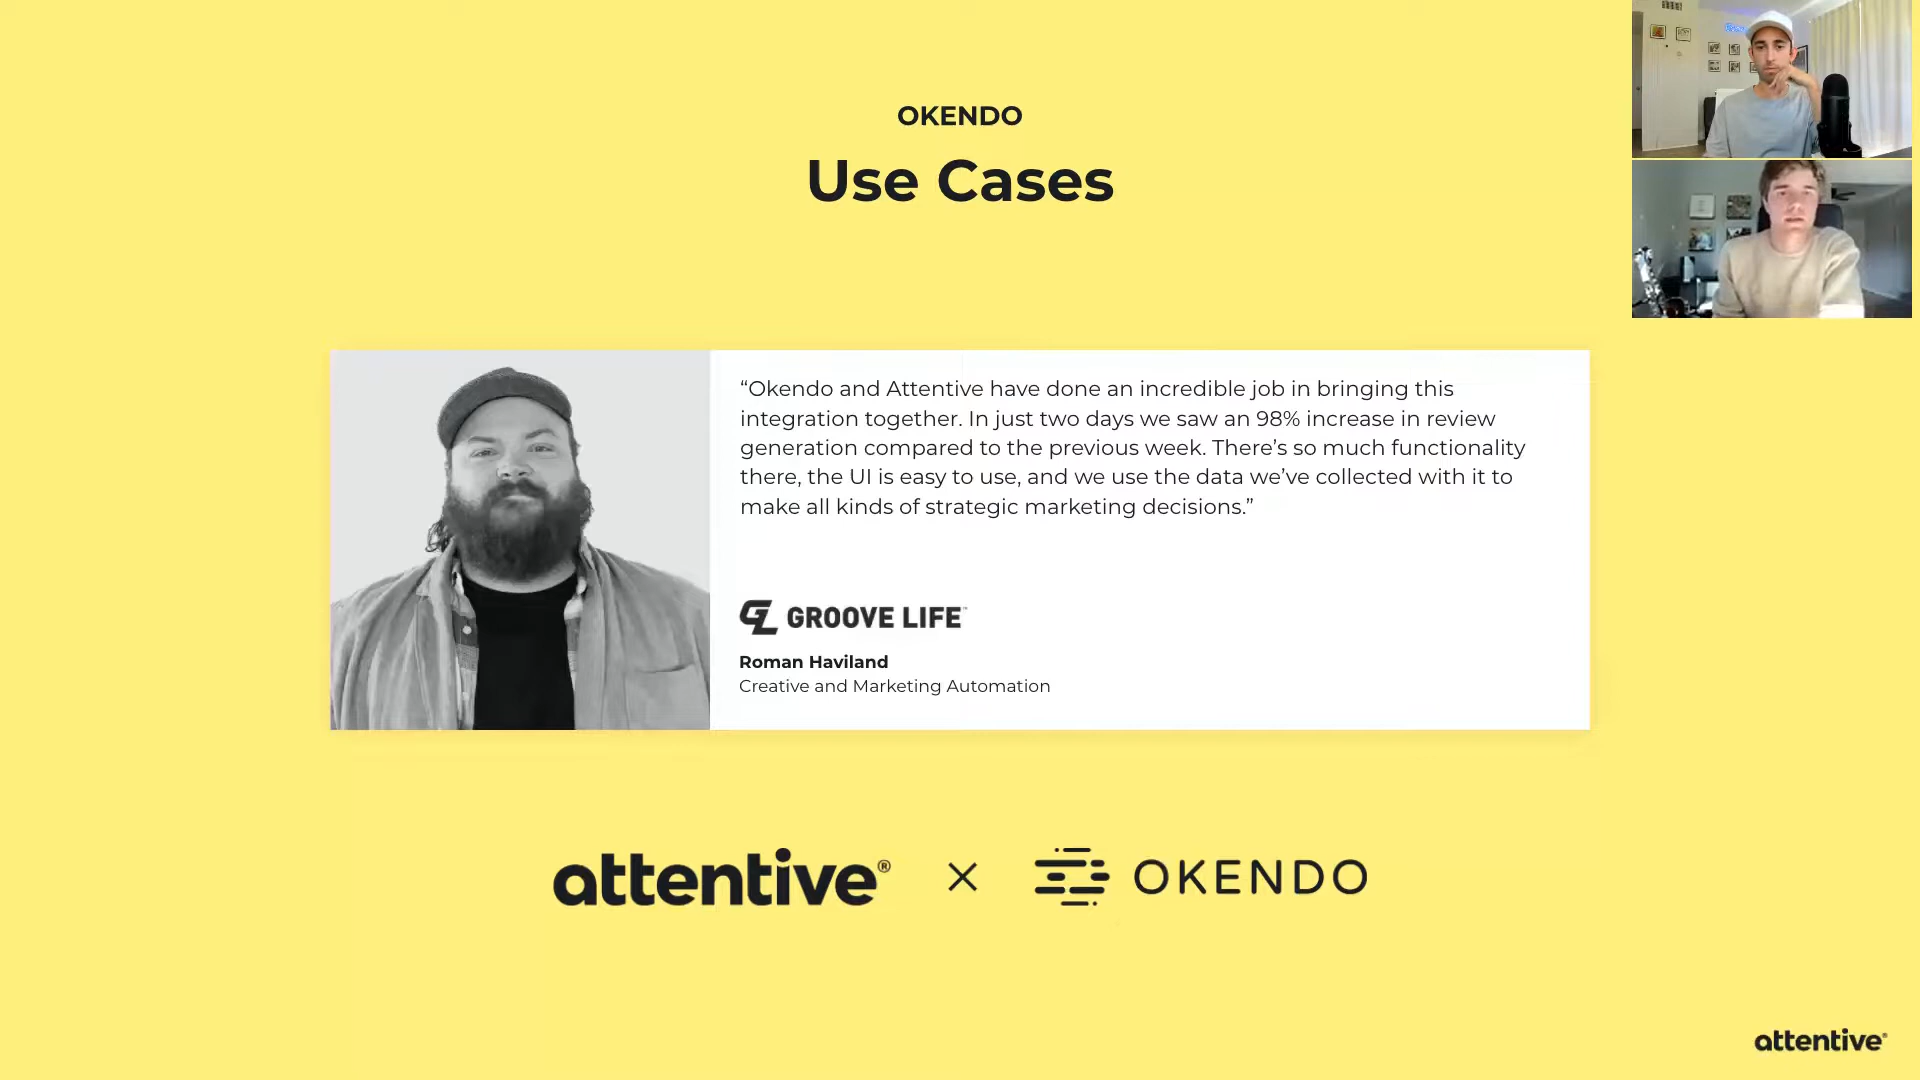 OKENDO
Use Cases
“Okendo and Attentive have done an incredible job in bringing this
integration together. In just two days we saw an 98% increase in review
generation compared to the previous week. There’s so much functionality
there, the UI is easy to use, and we use the data we’ve collected with it to
make all kinds of strategic marketing decisions.”
GL GROOVE LIFE™
Roman Haviland
Creative and Marketing Automation
attentive® × OKENDO
attentive®